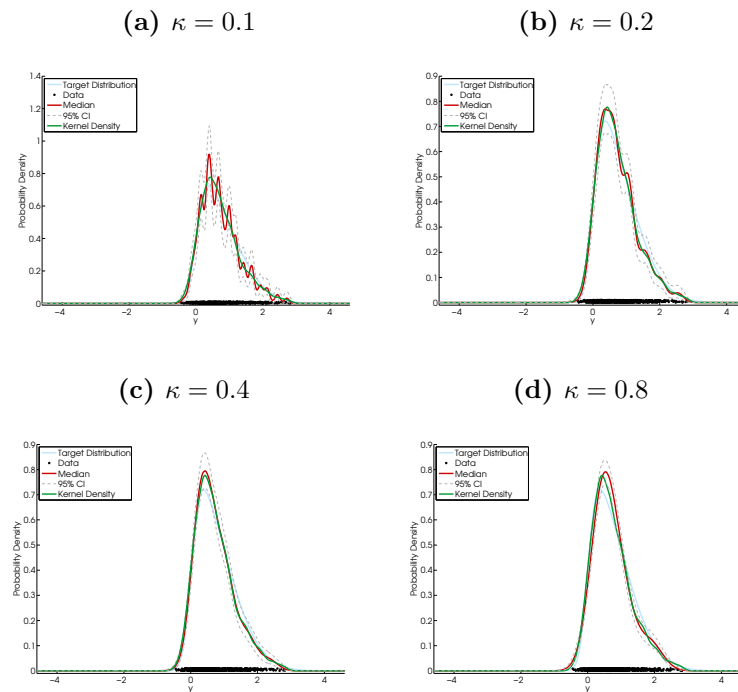 (a) κ = 0.1
(b) κ = 0.2
1.4
1.2
1
0.8
0.6
0.4
0.2
0
Probability Density
Target Distribution
Data
Median
95% CI
Kernel Density
−4
−2
0
2
4
y
0.9
0.8
0.7
0.6
0.5
0.4
0.3
0.2
0.1
0
Probability Density
Target Distribution
Data
Median
95% CI
Kernel Density
−4
−2
0
2
4
y
(c) κ = 0.4
(d) κ = 0.8
0.9
0.8
0.7
0.6
0.5
0.4
0.3
0.2
0.1
0
Probability Density
Target Distribution
Data
Median
95% CI
Kernel Density
−4
−2
0
2
4
y
0.9
0.8
0.7
0.6
0.5
0.4
0.3
0.2
0.1
0
Probability Density
Target Distribution
Data
Median
95% CI
Kernel Density
−4
−2
0
2
4
y